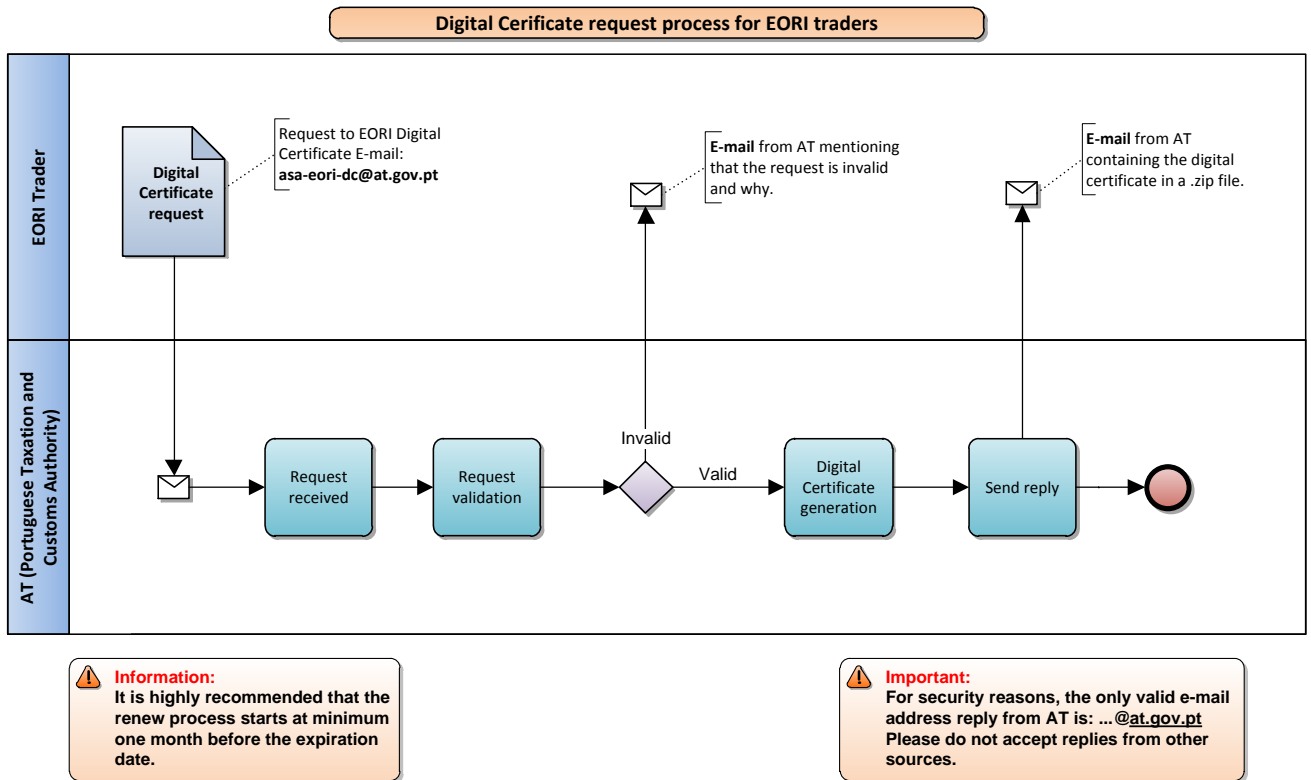 Digital Cerificate request process for EORI traders
EORI Trader
Digital
Certificate
request
Request to EORI Digital
Certificate E-mail:
asa-eori-dc@at.gov.pt
E-mail from AT mentioning
that the request is invalid
and why.
E-mail from AT
containing the digital
certificate in a .zip file.
AT (Portuguese Taxation and
Customs Authority)
Request
received
Request
validation
Invalid
Valid
Digital
Certificate
generation
Send reply
Information:
It is highly recommended that the
renew process starts at minimum
one month before the expiration
date.
Important:
For security reasons, the only valid e-mail
address reply from AT is: ...@at.gov.pt
Please do not accept replies from other
sources.